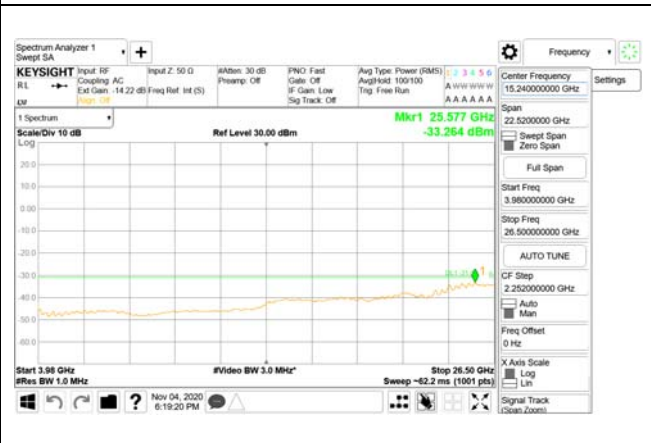 Spectrum Analyzer 1
Swept SA
Frequency
KEYSIGHT
Input: RF
Input Z: 50 Ω
#Atten: 30 dB
PNO: Fast
Avg Type: Power (RMS)
1 2 3 4 5 6
RL
Coupling: AC
Preamp: Off
Gate: Off
Avg|Hold: 100/100
A W W W W W
Ext Gain: -14.22 dB
Freq Ref: Int (S)
IF Gain: Low
Trig: Free Run
Align: Off
Sig Track: Off
A A A A A A
1 Spectrum
Mkr1 25.577 GHz
Scale/Div 10 dB
Ref Level 30.00 dBm
-33.264 dBm
Log
20.0
10.0
0.00
-10.0
-20.0
-30.0
1
-40.0
-50.0
-60.0
Start 3.98 GHz
#Video BW 3.0 MHz*
Stop 26.50 GHz
#Res BW 1.0 MHz
Sweep ~62.2 ms (1001 pts)
Nov 04, 2020
6:19:20 PM
Center Frequency
15.240000000 GHz
Settings
Span
22.5200000 GHz
Swept Span
Zero Span
Full Span
Start Freq
3.980000000 GHz
Stop Freq
26.500000000 GHz
AUTO TUNE
CF Step
2.252000000 GHz
Auto
Man
Freq Offset
0 Hz
X Axis Scale
Log
Lin
Signal Track
(Span Zoom)